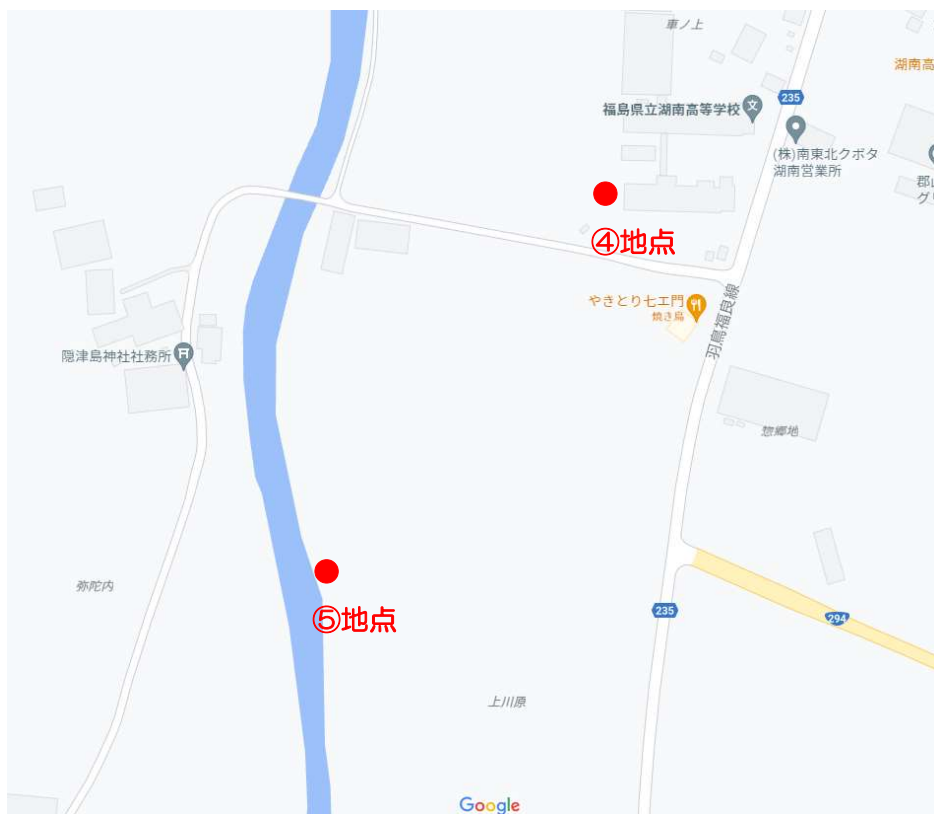 車ノ上
湖南高
福島県立湖南高等学校
文
235
(株)南東北クボタ
湖南営業所
郡山
グリ
④地点
やきとり七エ門
焼き鳥
羽鳥福良線
隠津島神社社務所
惣郷地
弥陀内
⑤地点
235
294
上川原
Google